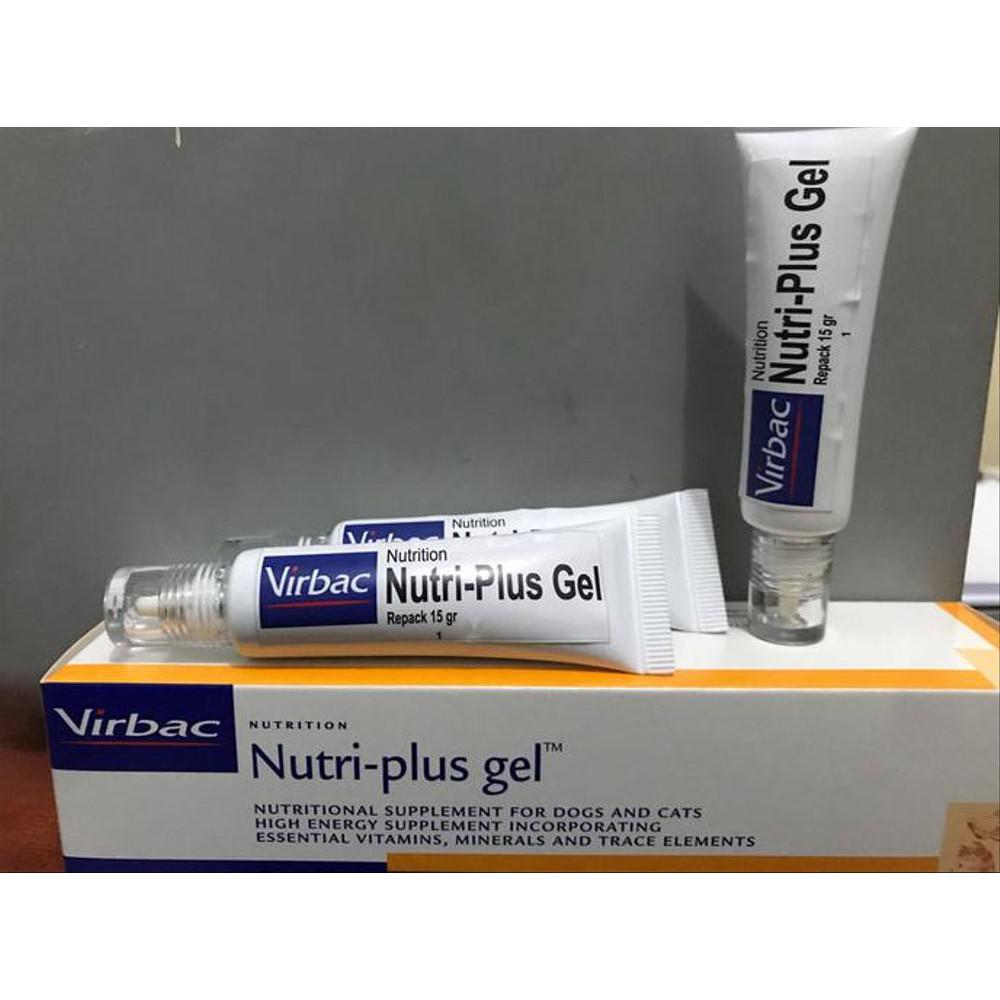 Virbac
Nutrition
Nutri-Plus Gel
Repack 15 gr
1
Virbac
Nutrition
Virbac
Nutrition
Nutri-Plus Gel
Repack 15 gr
1
Virbac
NUTRITION
Nutri-plus gel™
NUTRITIONAL SUPPLEMENT FOR DOGS AND CATS
HIGH ENERGY SUPPLEMENT INCORPORATING
ESSENTIAL VITAMINS, MINERALS AND TRACE ELEMENTS